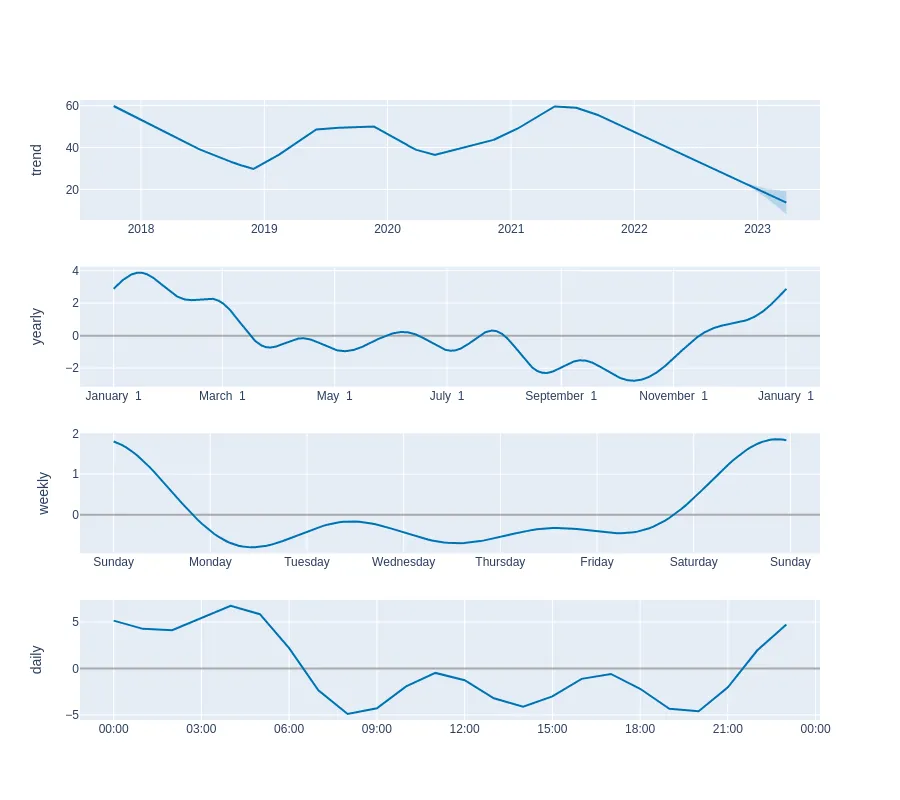 trend
60
40
20
2018 2019 2020 2021 2022 2023
yearly
4
2
0
−2
January 1 March 1 May 1 July 1 September 1 November 1 January 1
weekly
2
1
0
Sunday Monday Tuesday Wednesday Thursday Friday Saturday Sunday
daily
5
0
−5
00:00 03:00 06:00 09:00 12:00 15:00 18:00 21:00 00:00